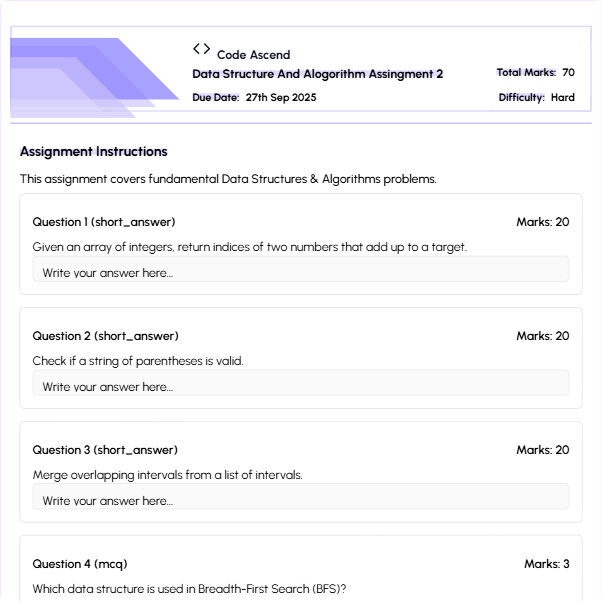 <> Code Ascend
Data Structure And Alogorithm Assingment 2 Total Marks: 70
Due Date: 27th Sep 2025 Difficulty: Hard
Assignment Instructions
This assignment covers fundamental Data Structures & Algorithms problems.
Question 1 (short_answer) Marks: 20
Given an array of integers, return indices of two numbers that add up to a target.
Write your answer here...
Question 2 (short_answer) Marks: 20
Check if a string of parentheses is valid.
Write your answer here...
Question 3 (short_answer) Marks: 20
Merge overlapping intervals from a list of intervals.
Write your answer here...
Question 4 (mcq) Marks: 3
Which data structure is used in Breadth-First Search (BFS)?